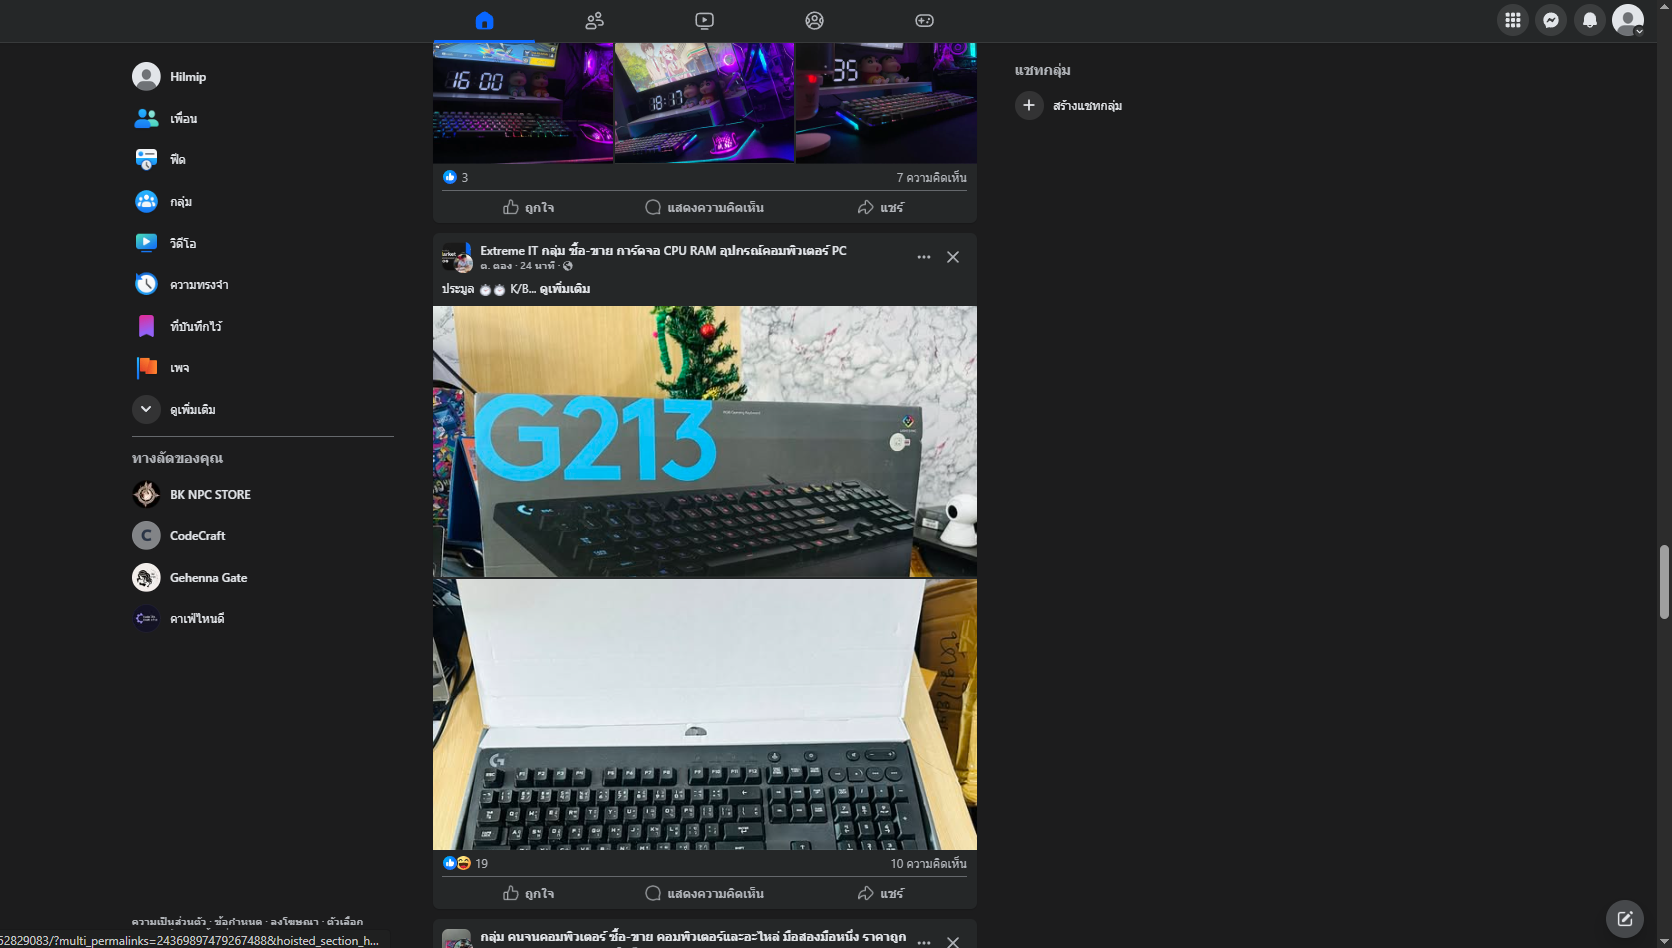 Hilmip
เพื่อน
ฟีด
กลุ่ม
วิดีโอ
ความทรงจำ
ที่บันทึกไว้
เพจ
ดูเพิ่มเติม
ทางลัดของคุณ
BK NPC STORE
C CodeCraft
Gehenna Gate
คาเฟ่ไหนดี
ความเป็นส่วนตัว · ข้อกำหนด · ลงโฆษณา · ตัวเลือก
52829083/?multi_permalinks=24369897479267488&hoisted_section_h...
16 00
18:17
35
3
7 ความคิดเห็น
ถูกใจ
แสดงความคิดเห็น
แชร์
Extreme IT กลุ่ม ซื้อ-ขาย การ์ดจอ CPU RAM อุปกรณ์คอมพิวเตอร์ PC
ต. ตอง · 24 นาที ·
ประมูล K/B... ดูเพิ่มเติม
G213
19
10 ความคิดเห็น
ถูกใจ
แสดงความคิดเห็น
แชร์
กลุ่ม คนจนคอมพิวเตอร์ ซื้อ-ขาย คอมพิวเตอร์และอะไหล่ มือสองมือหนึ่ง ราคาถูก
แชทกลุ่ม
สร้างแชทกลุ่ม